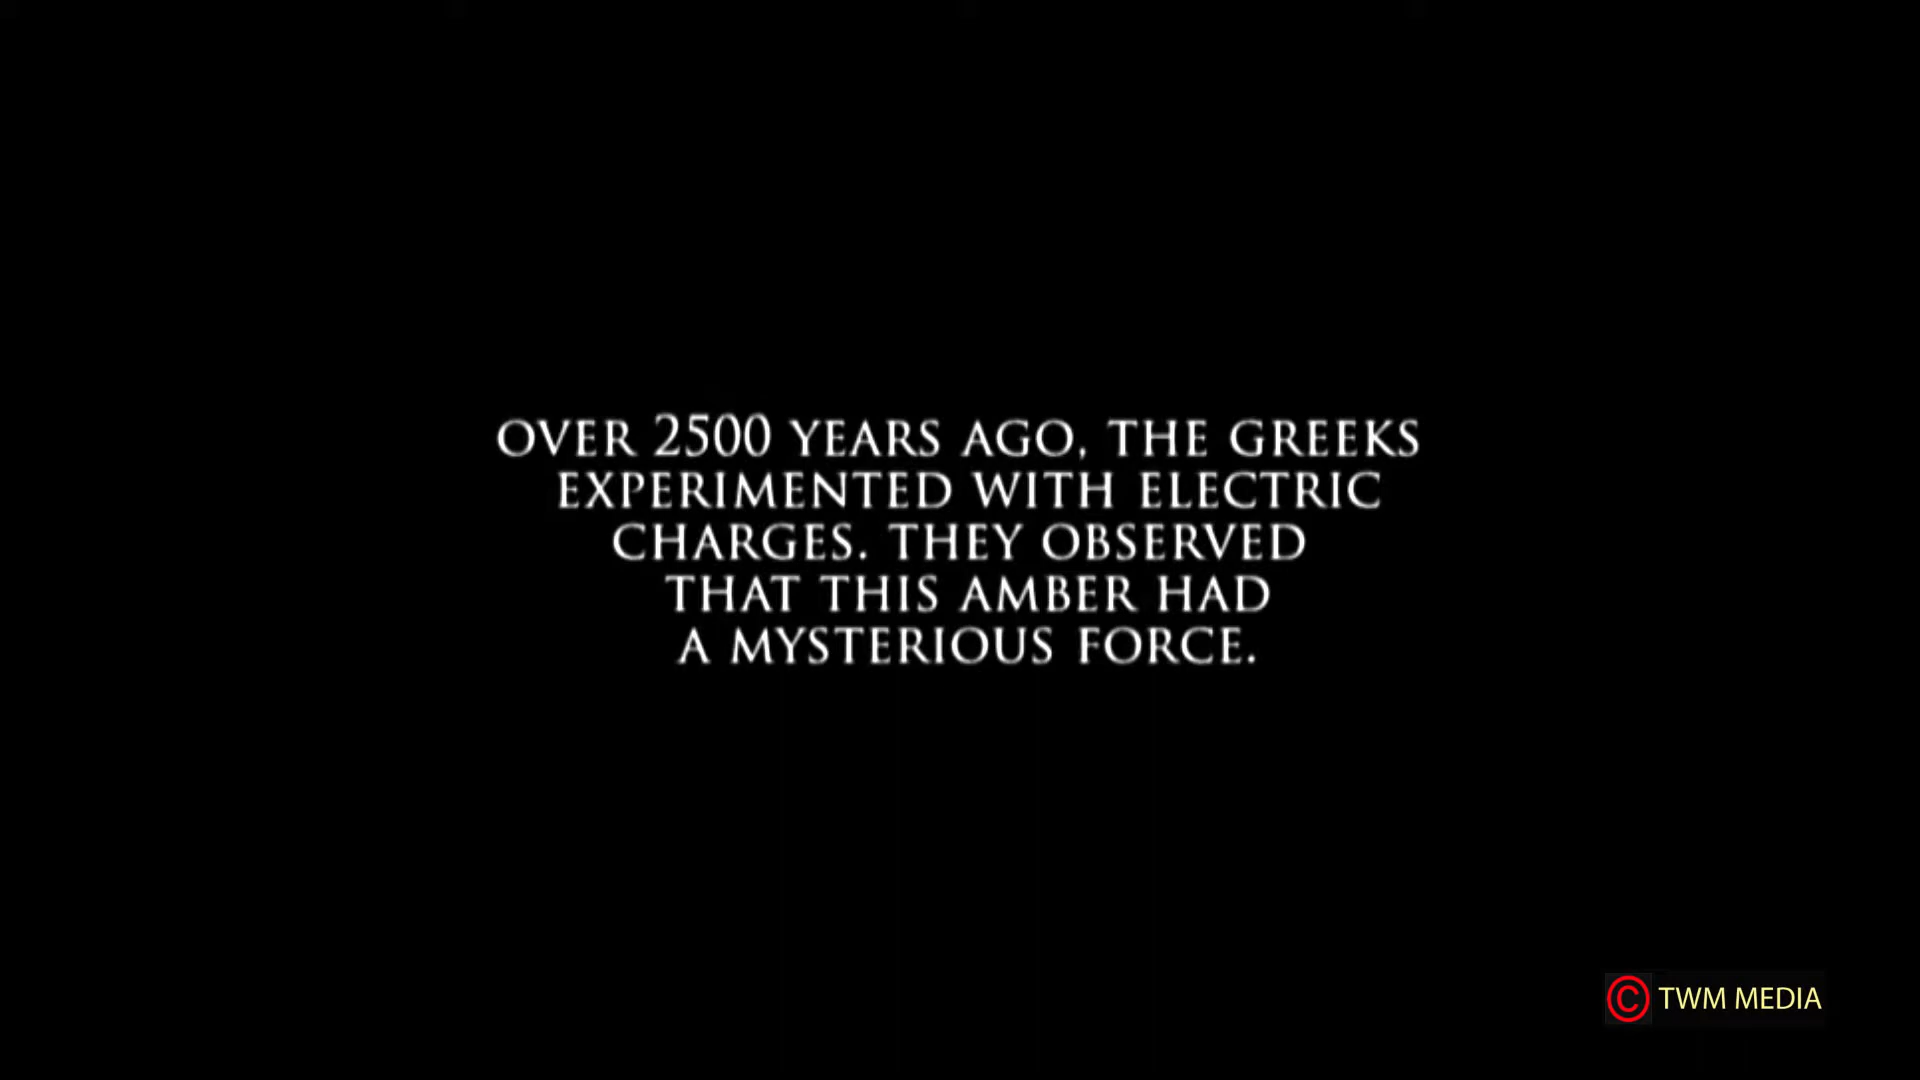 OVER 2500 YEARS AGO, THE GREEKS
EXPERIMENTED WITH ELECTRIC
CHARGES. THEY OBSERVED
THAT THIS AMBER HAD
A MYSTERIOUS FORCE.
© TWM MEDIA